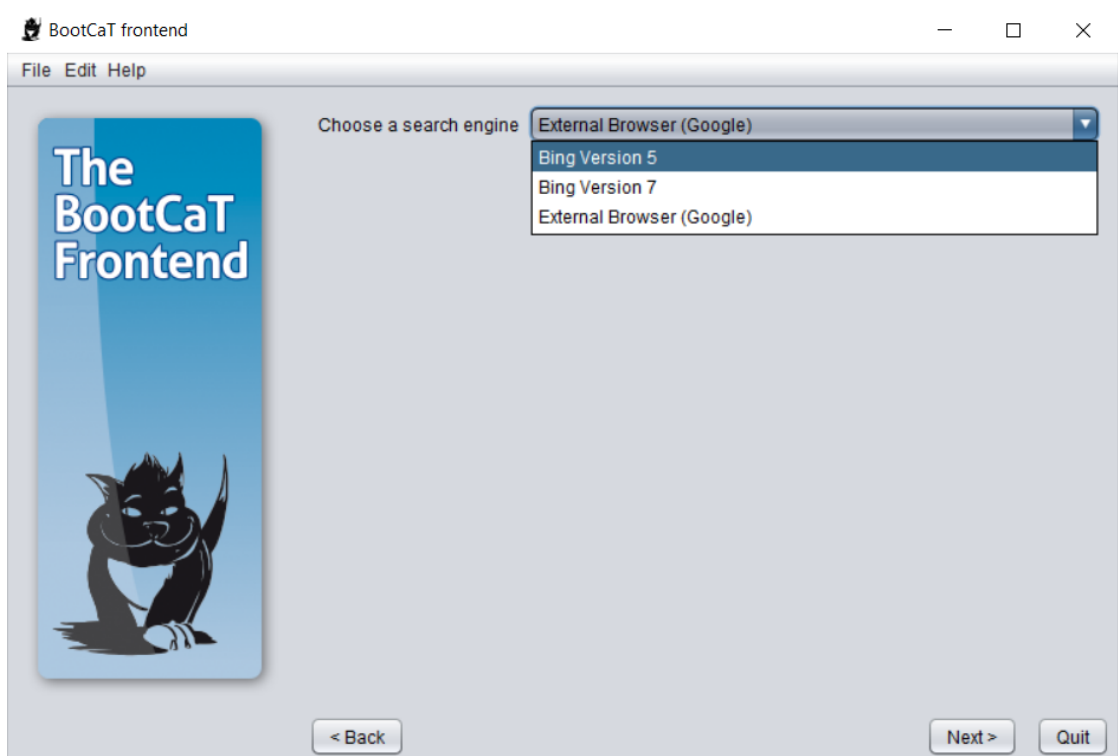 BootCaT frontend
File Edit Help
The
BootCaT
Frontend
Choose a search engine External Browser (Google)
Bing Version 5
Bing Version 7
External Browser (Google)
< Back Next > Quit